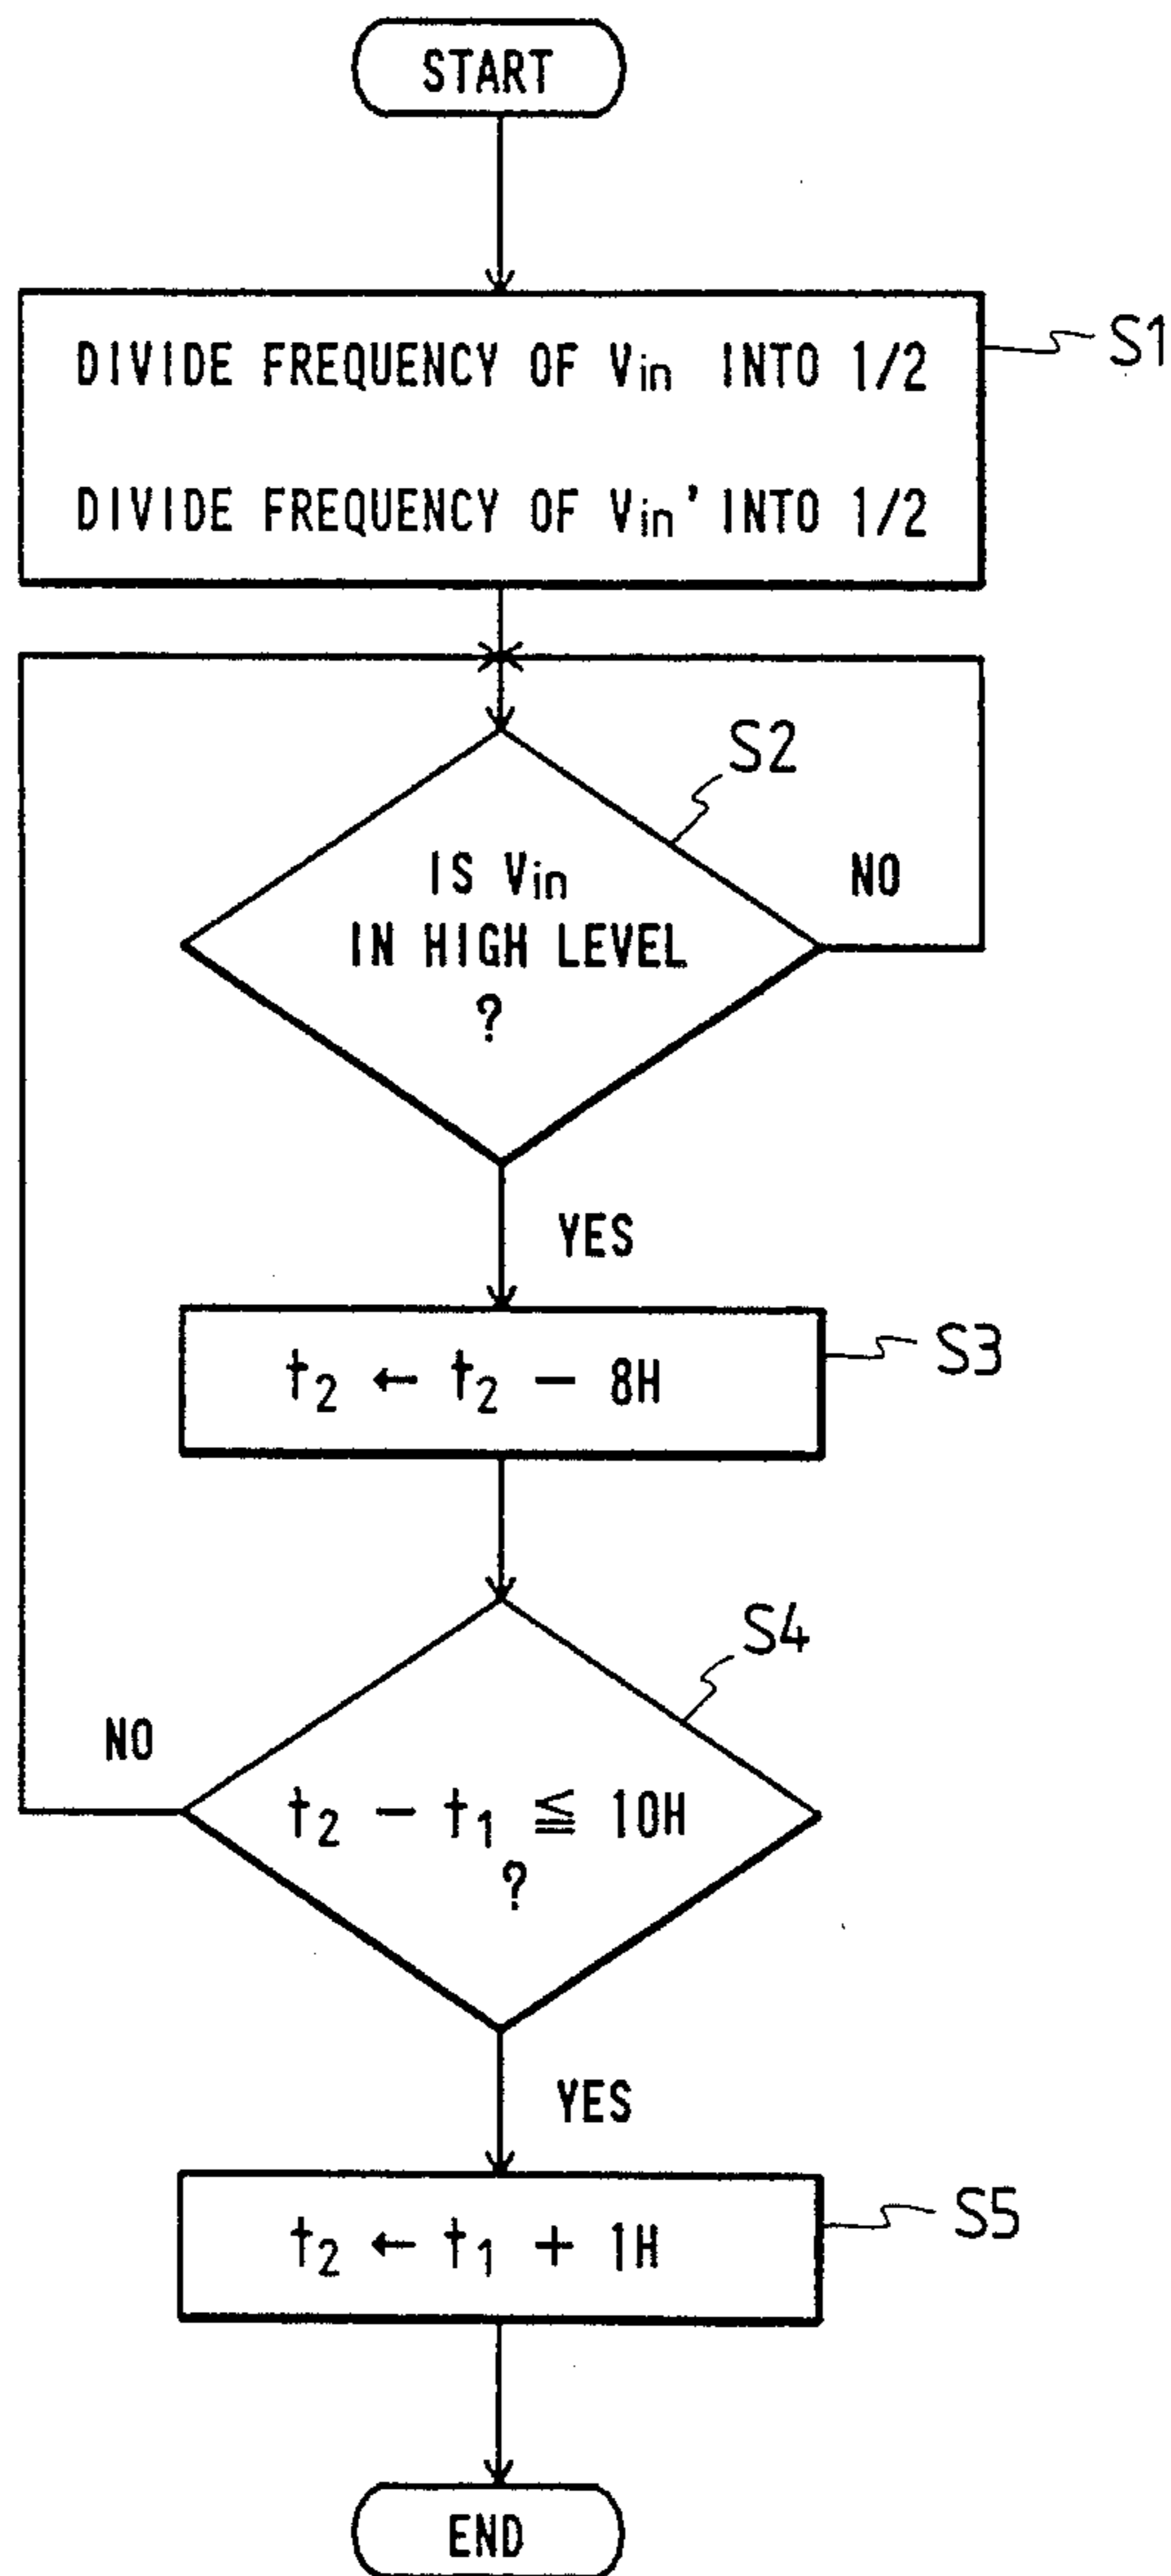 START
DIVIDE FREQUENCY OF Vin INTO 1/2
S1
DIVIDE FREQUENCY OF Vin' INTO 1/2
S2
IS Vin
IN HIGH LEVEL
?
NO
YES
t2 ← t2 − 8H
S3
S4
NO
t2 − t1 ≦ 10H
?
YES
t2 ← t1 + 1H
S5
END